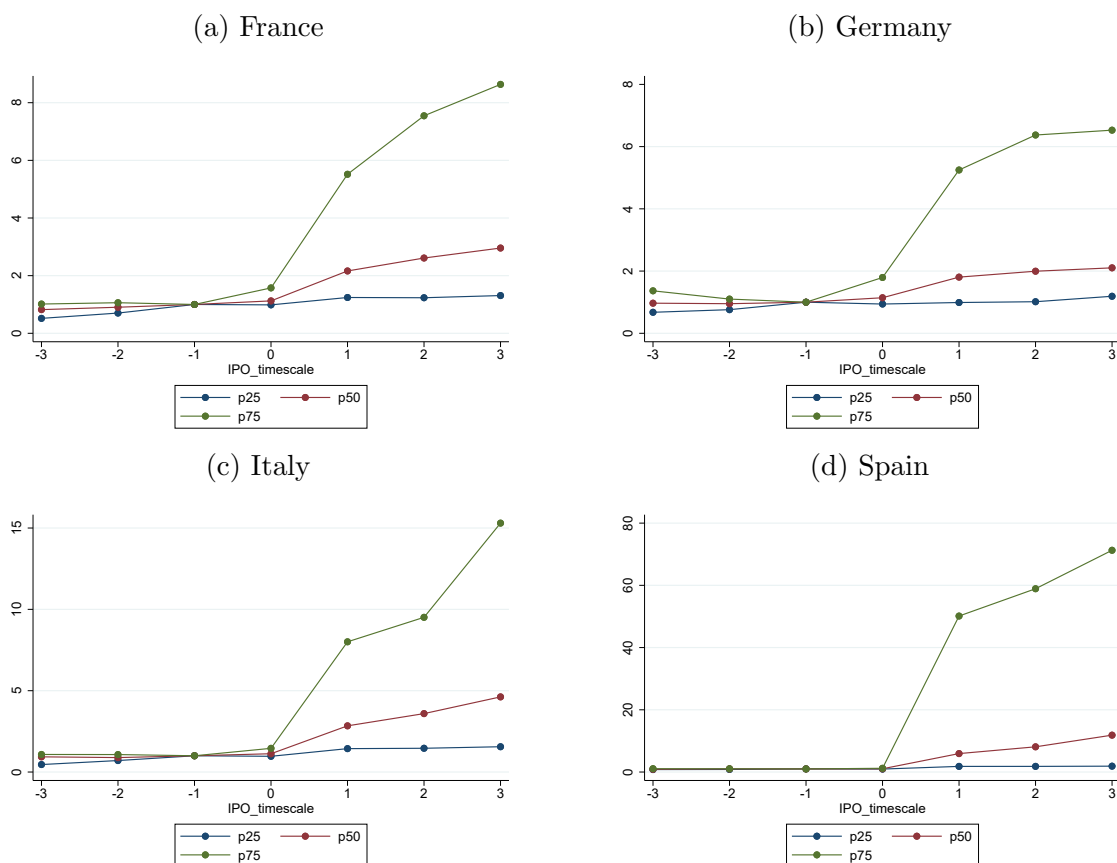 (a) France
8
6
4
2
0
-3 -2 -1 0 1 2 3
IPO_timescale
p25 p50
p75
(b) Germany
8
6
4
2
0
-3 -2 -1 0 1 2 3
IPO_timescale
p25 p50
p75
(c) Italy
15
10
5
0
-3 -2 -1 0 1 2 3
IPO_timescale
p25 p50
p75
(d) Spain
80
60
40
20
0
-3 -2 -1 0 1 2 3
IPO_timescale
p25 p50
p75